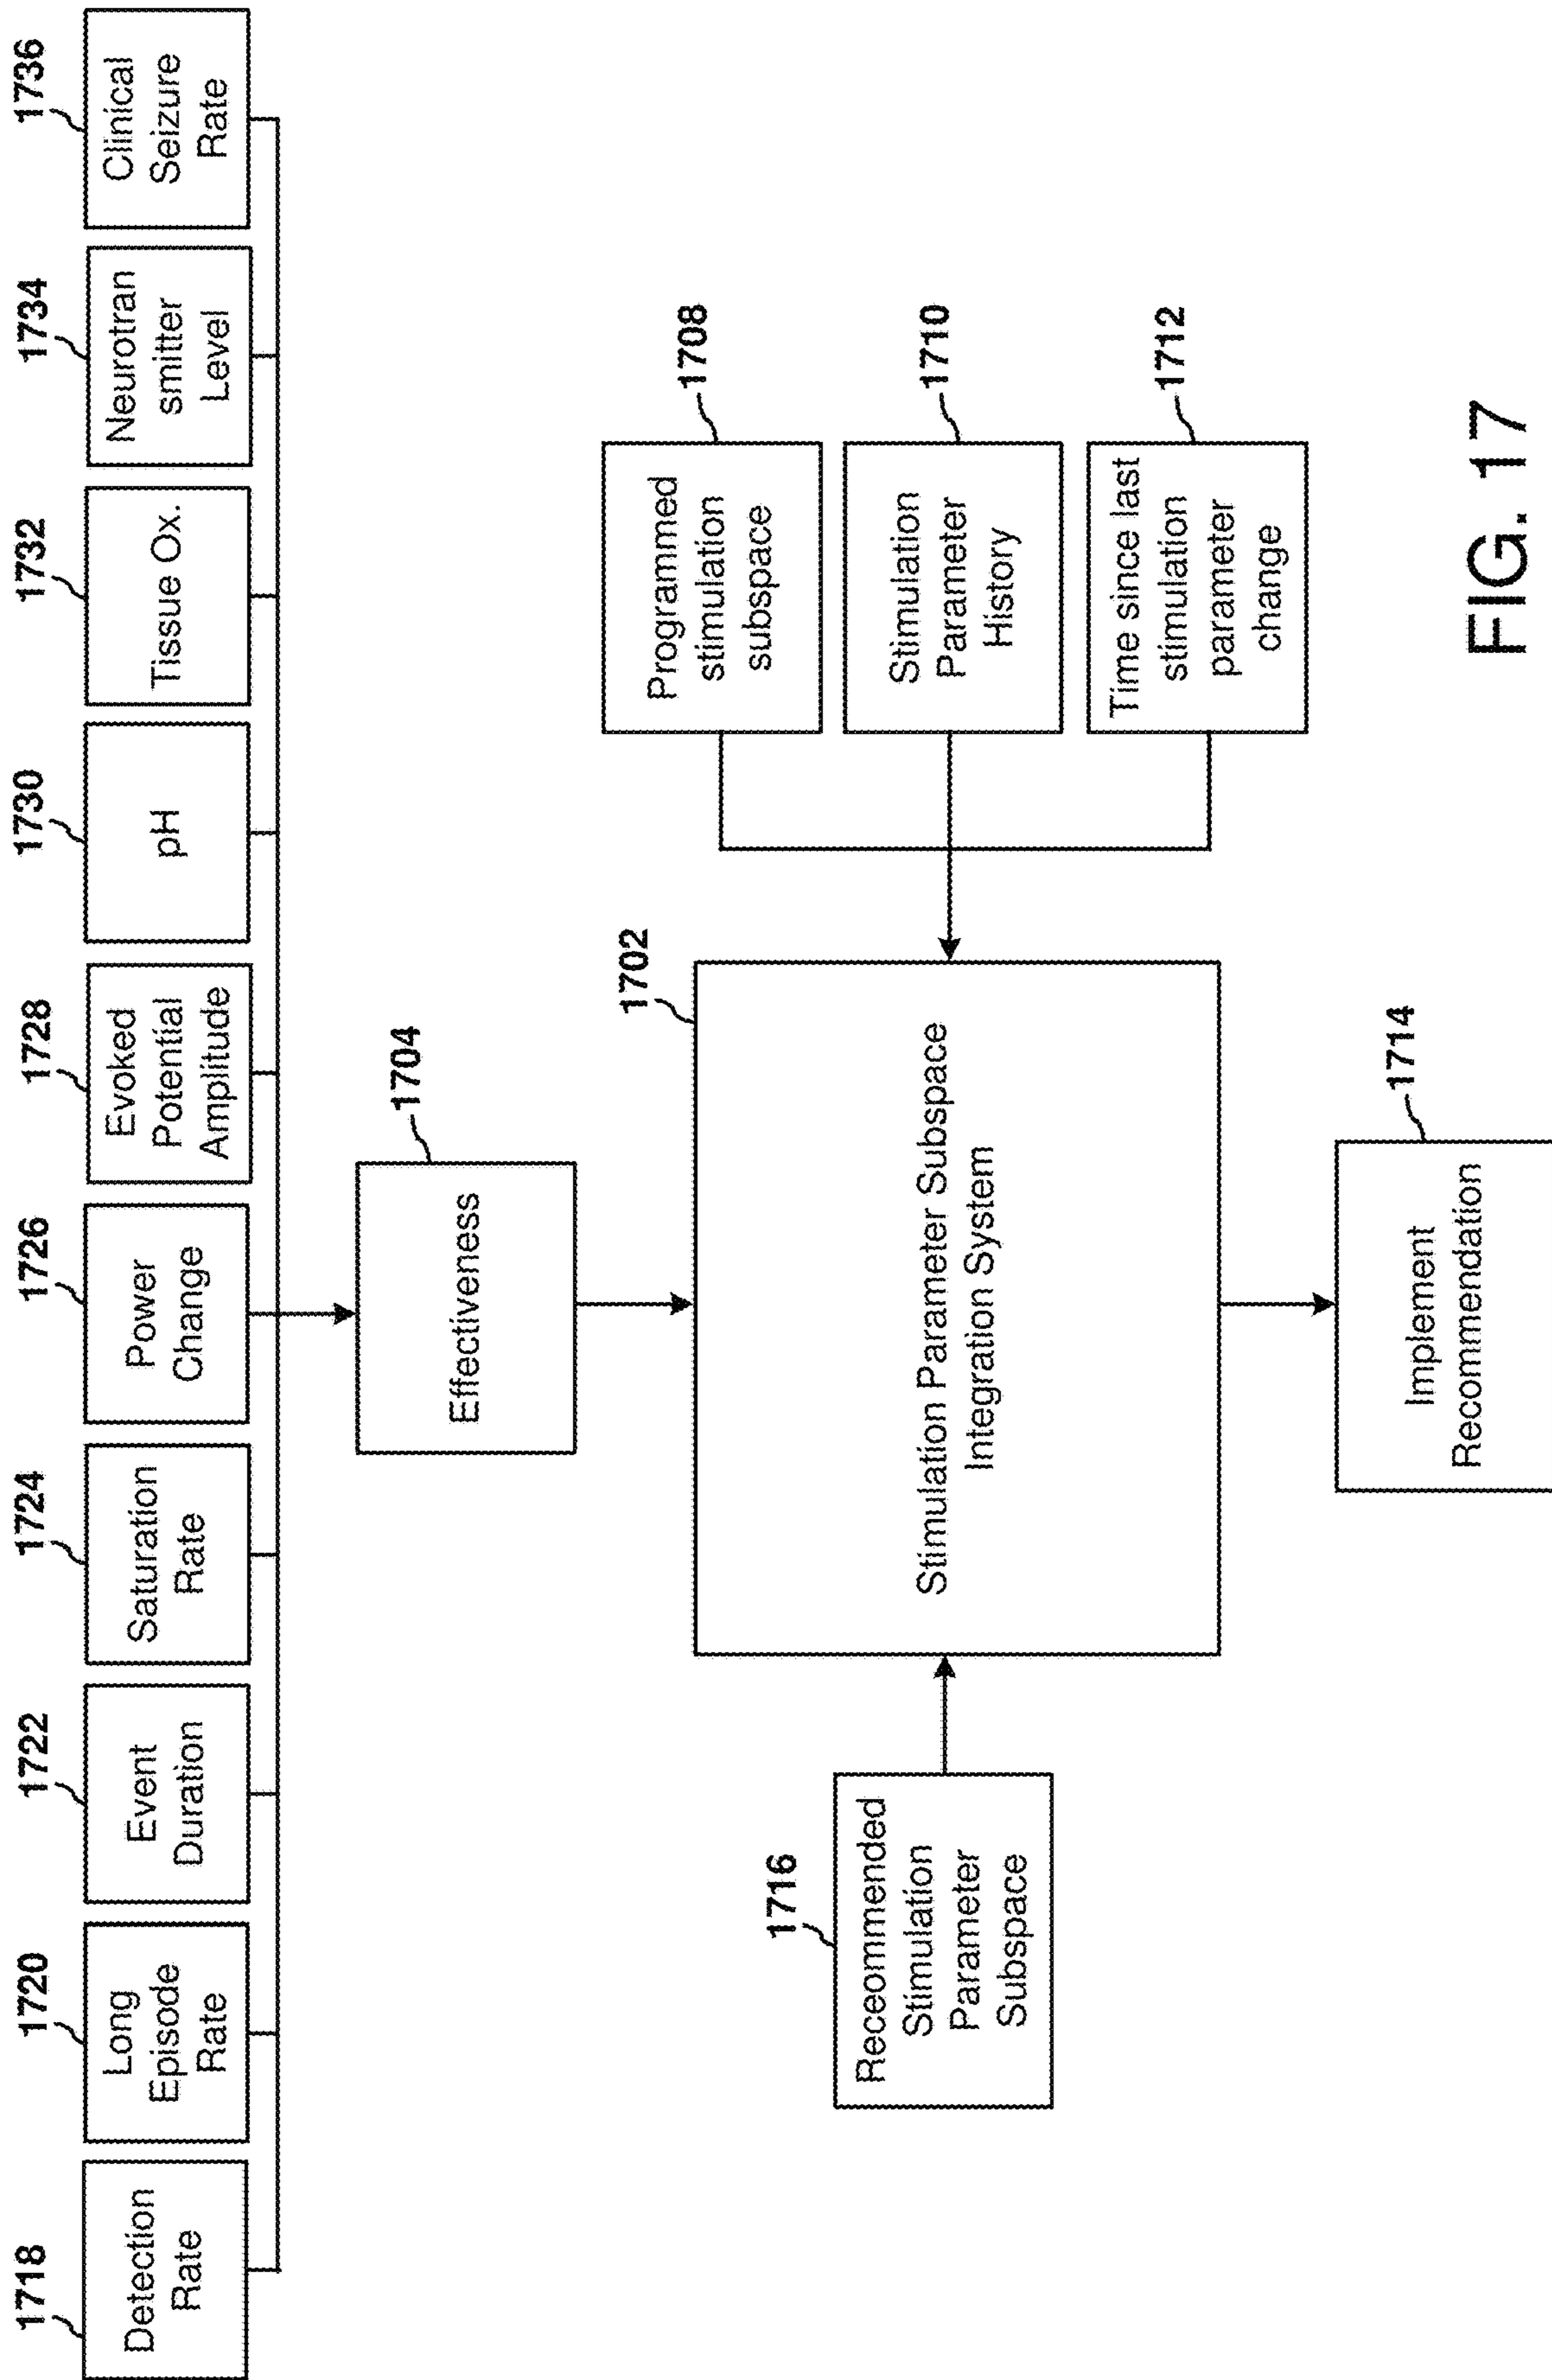 1718
Detection
Rate
1720
Long
Episode
Rate
1722
Event
Duration
1724
Saturation
Rate
1726
Power
Change
1728
Evoked
Potential
Amplitude
1730
pH
1732
Tissue Ox.
1734
Neurotran
smitter
Level
1736
Clinical
Seizure
Rate
1704
Effectiveness
1716
Receommended
Stimulation
Parameter
Subspace
1702
Stimulation Parameter Subspace
Integration System
1708
Programmed
stimulation
subspace
1710
Stimulation
Parameter
History
1712
Time since last
stimulation
parameter
change
1714
Implement
Recommendation
FIG. 17